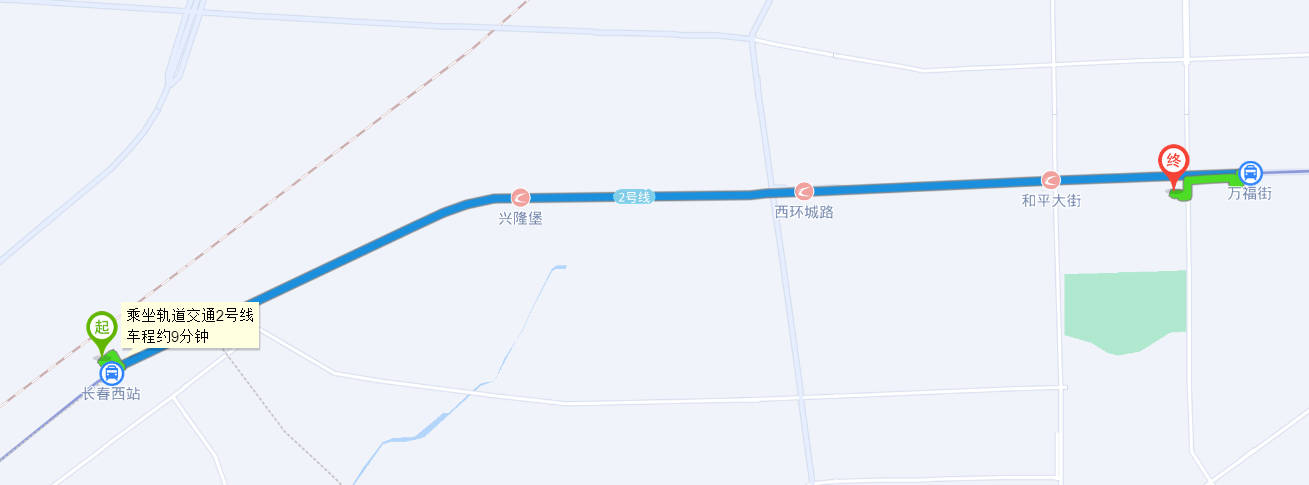 终
万福街
和平大街
2号线
西环城路
兴隆堡
乘坐轨道交通2号线
车程约9分钟
起
长春西站